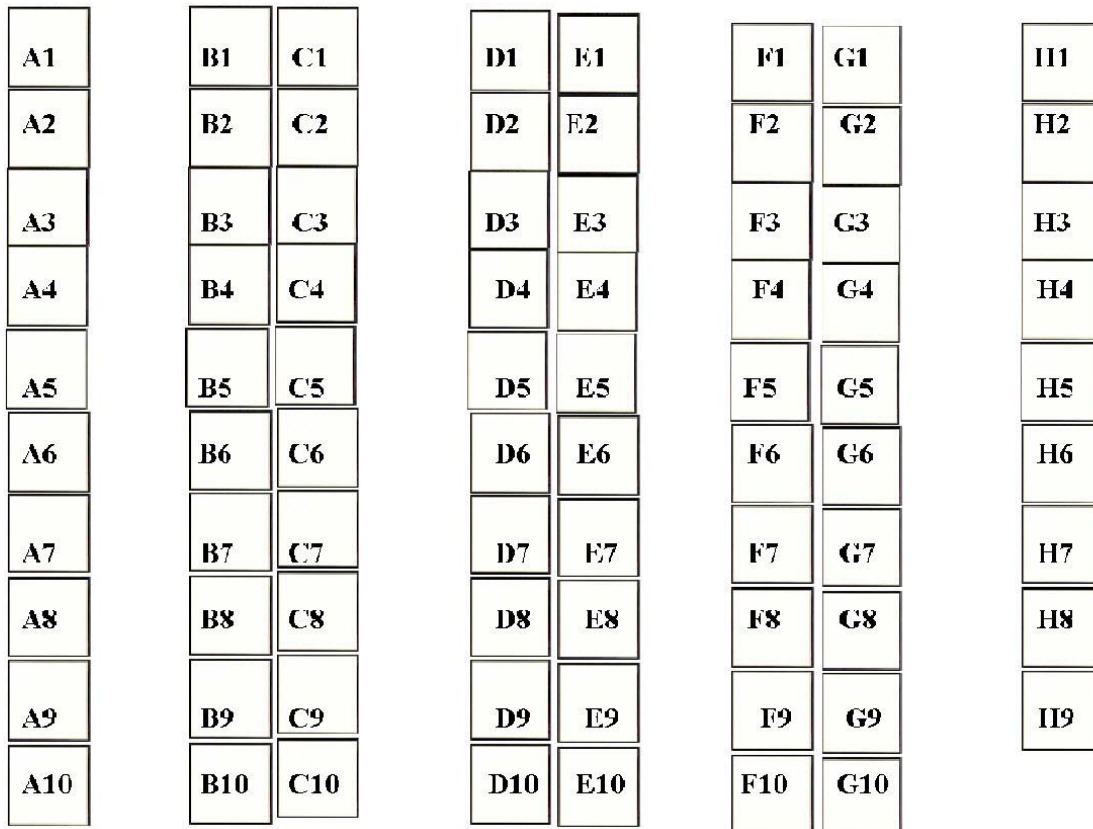 A1 B1 C1 D1 E1 F1 G1 H1
A2 B2 C2 D2 E2 F2 G2 H2
A3 B3 C3 D3 E3 F3 G3 H3
A4 B4 C4 D4 E4 F4 G4 H4
A5 B5 C5 D5 E5 F5 G5 H5
A6 B6 C6 D6 E6 F6 G6 H6
A7 B7 C7 D7 E7 F7 G7 H7
A8 B8 C8 D8 E8 F8 G8 H8
A9 B9 C9 D9 E9 F9 G9 H9
A10 B10 C10 D10 E10 F10 G10